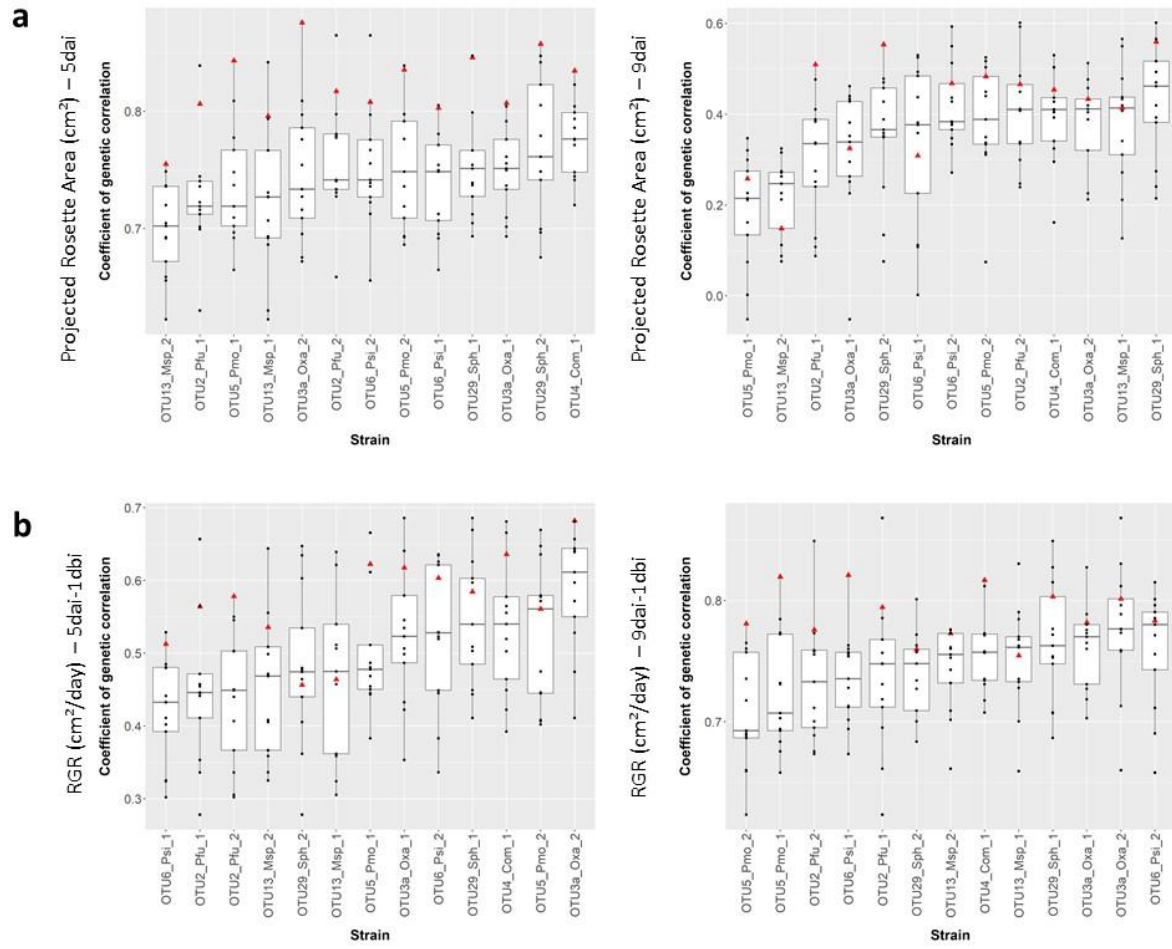 a
Projected Rosette Area (cm²) – 5dai
Coefficient of genetic correlation
0.8
0.7
OTU13_Msp_2
OTU2_Pfu_1
OTU5_Pmo_1
OTU13_Msp_1
OTU3a_Oxa_2
OTU2_Pfu_2
OTU6_Psi_2
OTU5_Pmo_2
OTU6_Psi_1
OTU29_Sph_1
OTU3a_Oxa_1
OTU29_Sph_2
OTU4_Com_1
Strain
Projected Rosette Area (cm²) – 9dai
Coefficient of genetic correlation
0.6
0.4
0.2
0.0
OTU5_Pmo_1
OTU13_Msp_2
OTU2_Pfu_1
OTU3a_Oxa_1
OTU29_Sph_2
OTU6_Psi_1
OTU6_Psi_2
OTU5_Pmo_2
OTU2_Pfu_2
OTU4_Com_1
OTU3a_Oxa_2
OTU13_Msp_1
OTU29_Sph_1
Strain
b
RGR (cm²/day) – 5dai-1dbi
Coefficient of genetic correlation
0.7
0.6
0.5
0.4
0.3
OTU6_Psi_1
OTU2_Pfu_1
OTU2_Pfu_2
OTU13_Msp_2
OTU29_Sph_2
OTU13_Msp_1
OTU5_Pmo_1
OTU3a_Oxa_1
OTU6_Psi_2
OTU29_Sph_1
OTU4_Com_1
OTU5_Pmo_2
OTU3a_Oxa_2
Strain
RGR (cm²/day) – 9dai-1dbi
Coefficient of genetic correlation
0.8
0.7
OTU5_Pmo_2
OTU5_Pmo_1
OTU2_Pfu_2
OTU6_Psi_1
OTU2_Pfu_1
OTU29_Sph_2
OTU13_Msp_2
OTU4_Com_1
OTU13_Msp_1
OTU29_Sph_1
OTU3a_Oxa_1
OTU3a_Oxa_2
OTU6_Psi_2
Strain